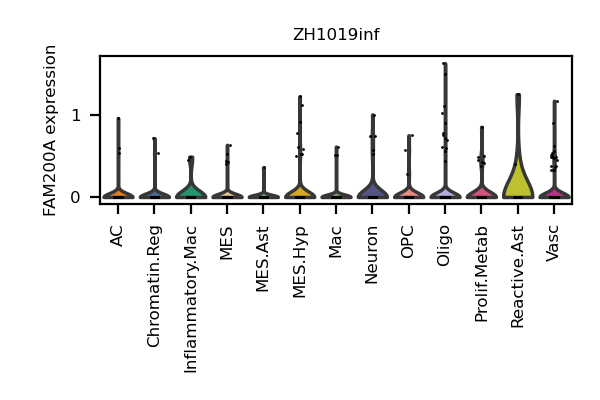 ZH1019inf
FAM200A expression
1
0
AC
Chromatin.Reg
Inflammatory.Mac
MES
MES.Ast
MES.Hyp
Mac
Neuron
OPC
Oligo
Prolif.Metab
Reactive.Ast
Vasc